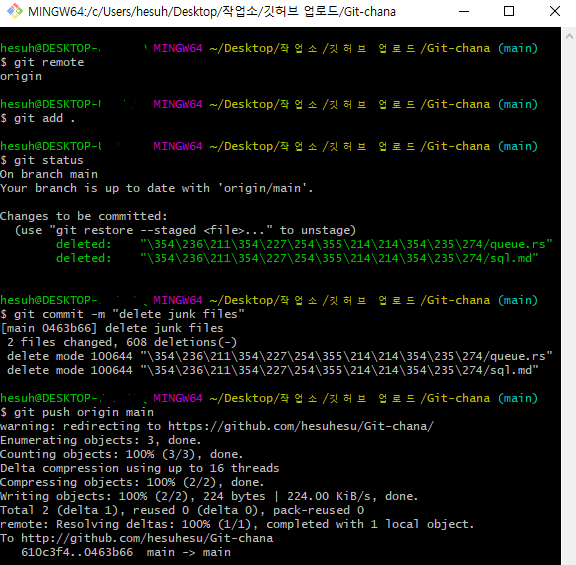 MINGW64:/c/Users/hesuh/Desktop/작업소/깃허브 업로드/Git-chana
hesuh@DESKTOP- MINGW64 ~/Desktop/작업소/깃허브 업로드/Git-chana (main)
$ git remote
origin
hesuh@DESKTOP- MINGW64 ~/Desktop/작업소/깃허브 업로드/Git-chana (main)
$ git add .
hesuh@DESKTOP- MINGW64 ~/Desktop/작업소/깃허브 업로드/Git-chana (main)
$ git status
On branch main
Your branch is up to date with 'origin/main'.
Changes to be committed:
(use "git restore --staged <file>..." to unstage)
deleted: "\354\236\211\354\227\254\355\214\214\354\235\274/queue.rs"
deleted: "\354\236\211\354\227\254\355\214\214\354\235\274/sql.md"
hesuh@DESKTOP- MINGW64 ~/Desktop/작업소/깃허브 업로드/Git-chana (main)
$ git commit -m "delete junk files"
[main 0463b66] delete junk files
2 files changed, 608 deletions(-)
delete mode 100644 "\354\236\211\354\227\254\355\214\214\354\235\274/queue.rs"
delete mode 100644 "\354\236\211\354\227\254\355\214\214\354\235\274/sql.md"
hesuh@DESKTOP- MINGW64 ~/Desktop/작업소/깃허브 업로드/Git-chana (main)
$ git push origin main
warning: redirecting to https://github.com/hesuhesu/Git-chana/
Enumerating objects: 3, done.
Counting objects: 100% (3/3), done.
Delta compression using up to 16 threads
Compressing objects: 100% (2/2), done.
Writing objects: 100% (2/2), 224 bytes | 224.00 KiB/s, done.
Total 2 (delta 1), reused 0 (delta 0), pack-reused 0
remote: Resolving deltas: 100% (1/1), completed with 1 local object.
To http://github.com/hesuhesu/Git-chana
610c3f4..0463b66 main -> main